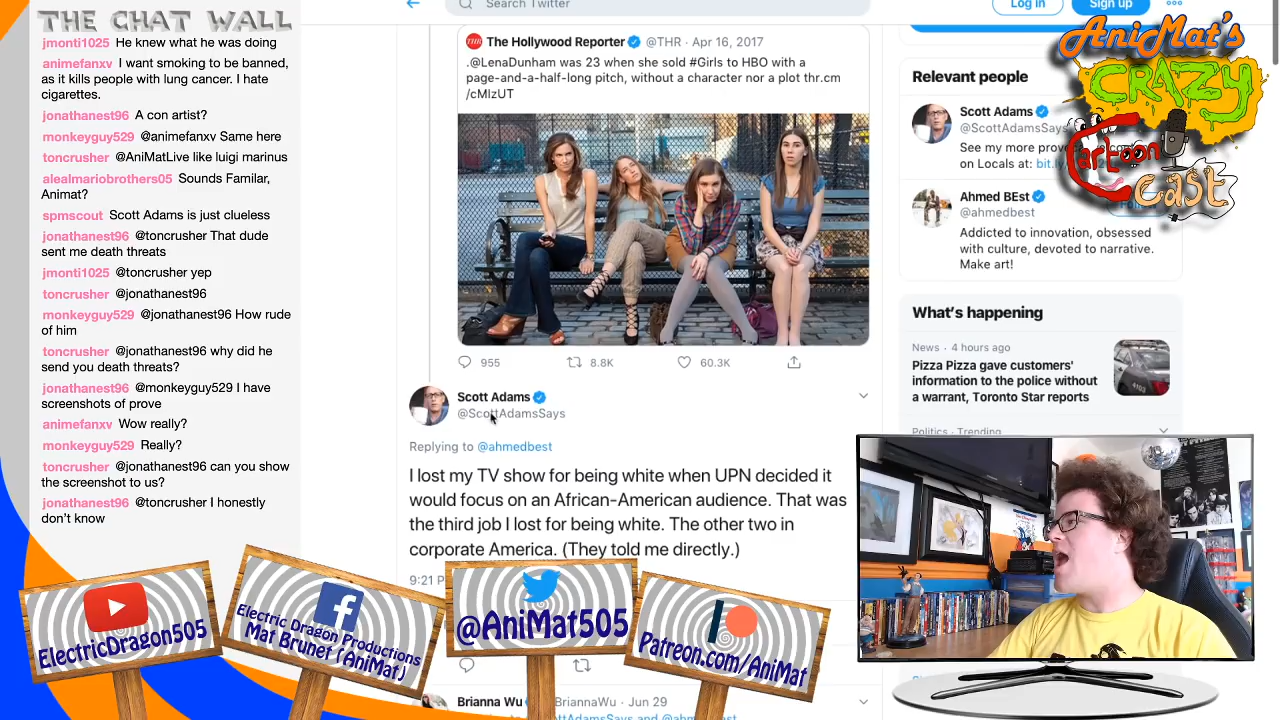 THE CHAT WALL
jmonti1025 He knew what he was doing
animefanxv I want smoking to be banned,
as it kills people with lung cancer. I hate
cigarettes.
jonathanest96 A con artist?
monkeyguy529 @animefanxv Same here
toncrusher @AniMatLive like luigi marinus
alealmariobrothers05 Sounds Familar,
Animat?
spmscout Scott Adams is just clueless
jonathanest96 @toncrusher That dude
sent me death threats
jmonti1025 @toncrusher yep
toncrusher @jonathanest96
monkeyguy529 @jonathanest96 How rude
of him
toncrusher @jonathanest96 why did he
send you death threats?
jonathanest96 @monkeyguy529 I have
screenshots of prove
animefanxv Wow really?
monkeyguy529 Really?
toncrusher @jonathanest96 can you show
the screenshot to us?
jonathanest96 @toncrusher I honestly
don't know
Search Twitter
Log in
Sign up
THR The Hollywood Reporter @THR · Apr 16, 2017
.@LenaDunham was 23 when she sold #Girls to HBO with a
page-and-a-half-long pitch, without a character nor a plot thr.cm
/cMIzUT
955 8.8K 60.3K
Scott Adams
@ScottAdamsSays
Replying to @ahmedbest
I lost my TV show for being white when UPN decided it
would focus on an African-American audience. That was
the third job I lost for being white. The other two in
corporate America. (They told me directly.)
9:21 P
Brianna Wu BriannaWu · Jun 29
ttAdamsSays and @ahm
Relevant people
Scott Adams
@ScottAdamsSays
See my more prov
on Locals at: bit.ly
Ahmed BEst
@ahmedbest
Addicted to innovation, obsessed
with culture, devoted to narrative.
Make art!
What's happening
News · 4 hours ago
Pizza Pizza gave customers'
information to the police without
a warrant, Toronto Star reports
Politics · Trending
AniMat's
CRAZY
Cartoon
Cast
ElectricDragon505
Electric Dragon Productions
Mat Brunet (AniMat)
@AniMat505
Patreon.com/AniMat